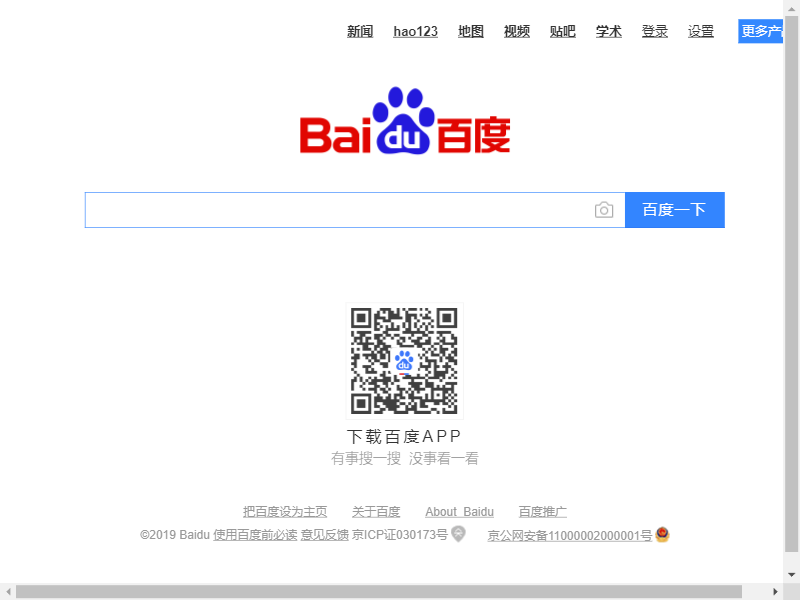 新闻 hao123 地图 视频 贴吧 学术 登录 设置 更多产
Bai du 百度
百度一下
du
下载百度APP
有事搜一搜 没事看一看
把百度设为主页 关于百度 About Baidu 百度推广
©2019 Baidu 使用百度前必读 意见反馈 京ICP证030173号 京公网安备11000002000001号